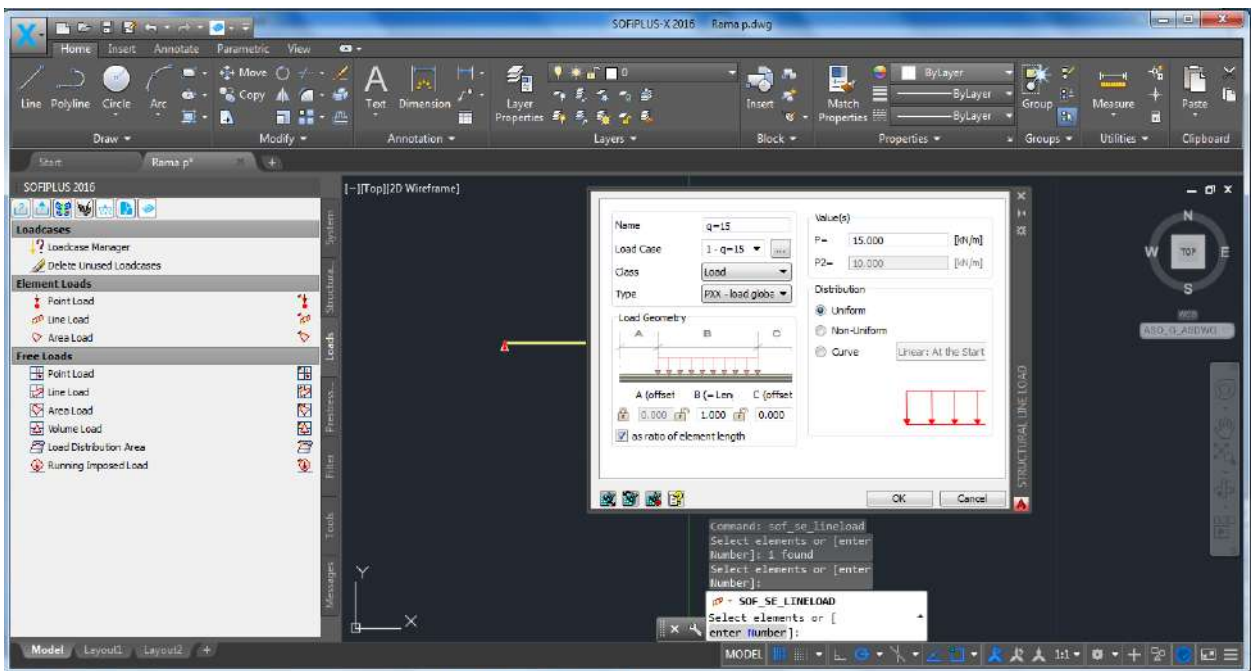 SOFiPLUS-X 2016 Rama p.dwg
Home Insert Annotate Parametric View
Line Polyline Circle Arc
Move
Copy
Text Dimension
Layer Properties
0
Insert
Match Properties
ByLayer
ByLayer
ByLayer
Group
Measure
Paste
Draw Modify Annotation Layers Block Properties Groups Utilities Clipboard
Start Rama p* +
SOFiPLUS 2016
Loadcases
Loadcase Manager
Delete Unused Loadcases
Element Loads
Point Load
Line Load
Area Load
Free Loads
Point Load
Line Load
Area Load
Volume Load
Load Distribution Area
Running Imposed Load
System
Structura...
Loads
Prestress...
Filter
Tools
Messages
[-][Top][2D Wireframe]
Name q=15
Load Case 1 - q=15 ...
Class Load
Type PXX - load globa
Load Geometry
A B C
A (offset B (= Len C (offset
0.000 1.000 0.000
as ratio of element length
Value(s)
P= 15.000 [kN/m]
P2= 10.000 [kN/m]
Distribution
Uniform
Non-Uniform
Curve Linear: At the Start
OK Cancel
STRUCTURAL LINE LOAD
N
W TOP E
S
WCS
Y
X
Command: sof_se_lineload
Select elements or [enter
Number]: 1 found
Select elements or [enter
Number]:
SOF_SE_LINELOAD
Select elements or [
enter Number]:
Model Layout1 Layout2 +
MODEL 1:1